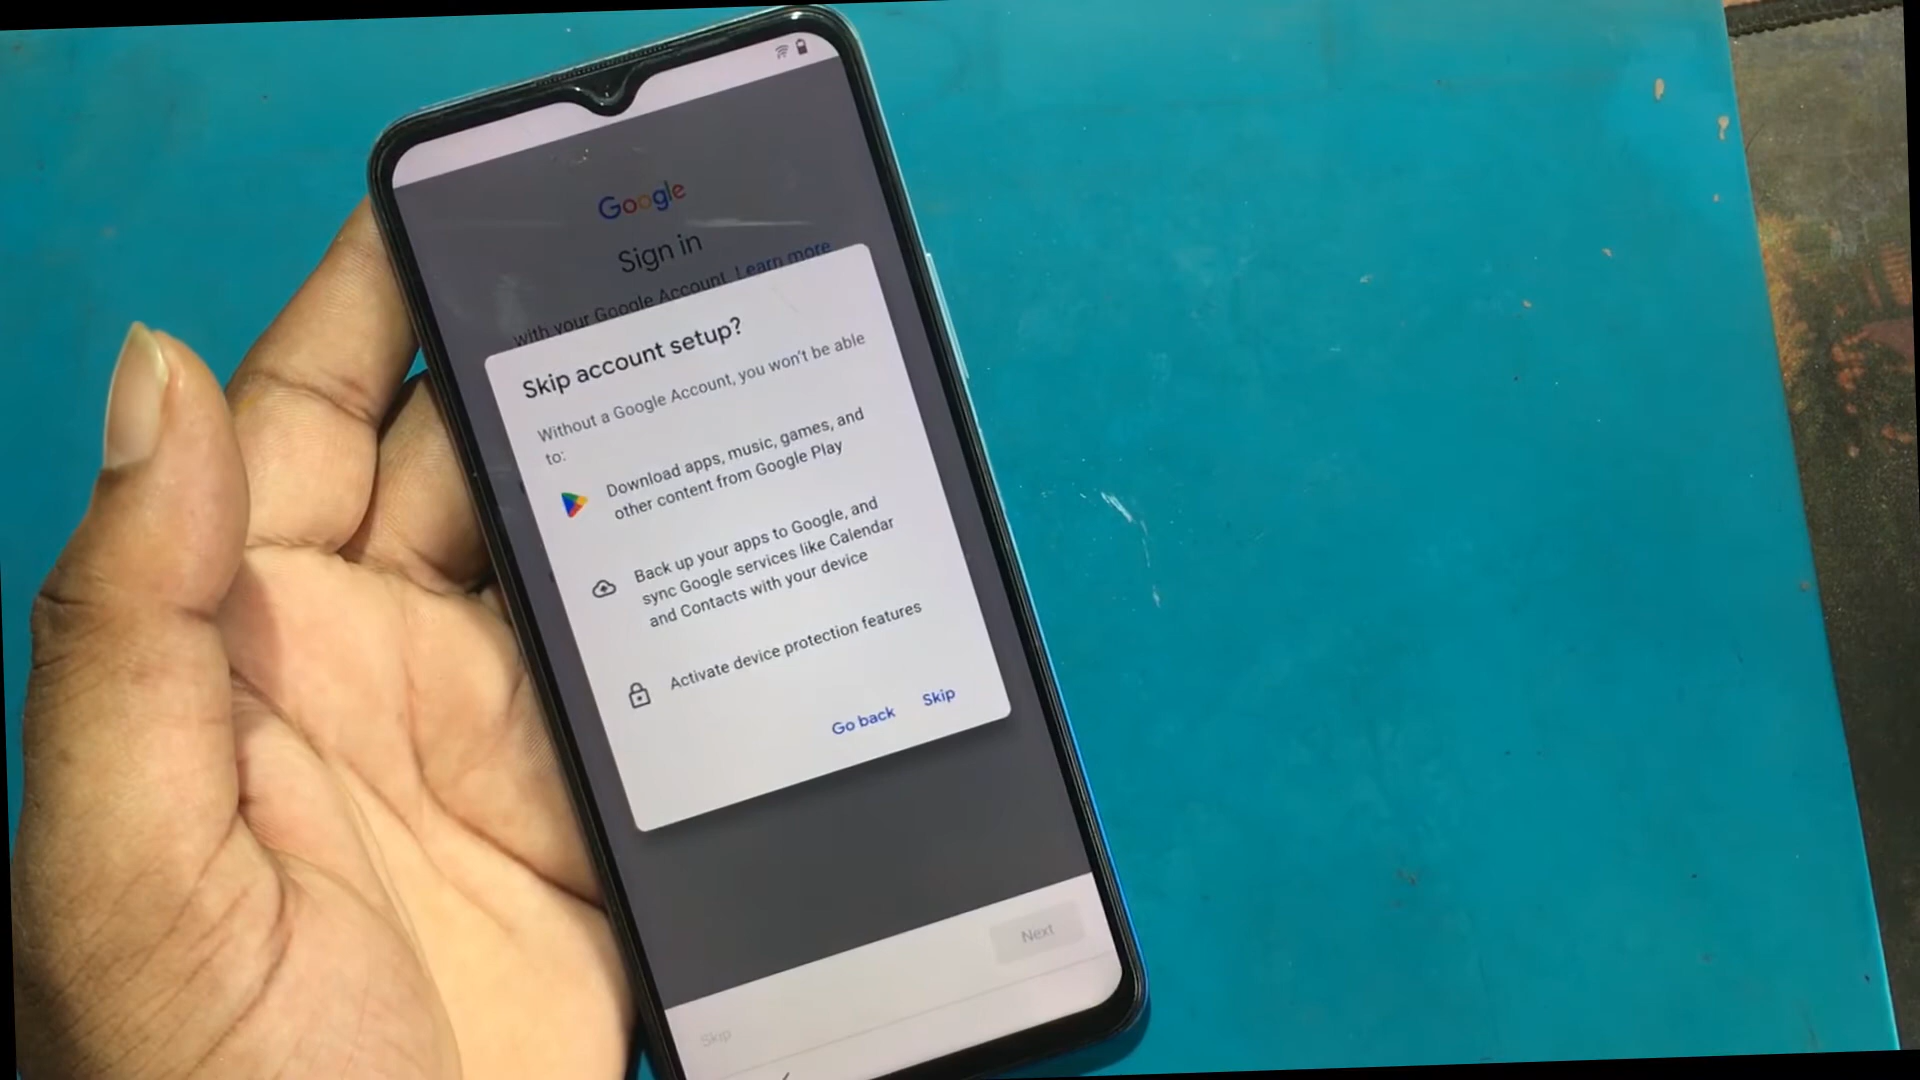 Google
Sign in
with your Google Account. Learn more
Skip account setup?
Without a Google Account, you won't be able
to:
Download apps, music, games, and
other content from Google Play
Back up your apps to Google, and
sync Google services like Calendar
and Contacts with your device
Activate device protection features
Go back Skip
Next
Skip